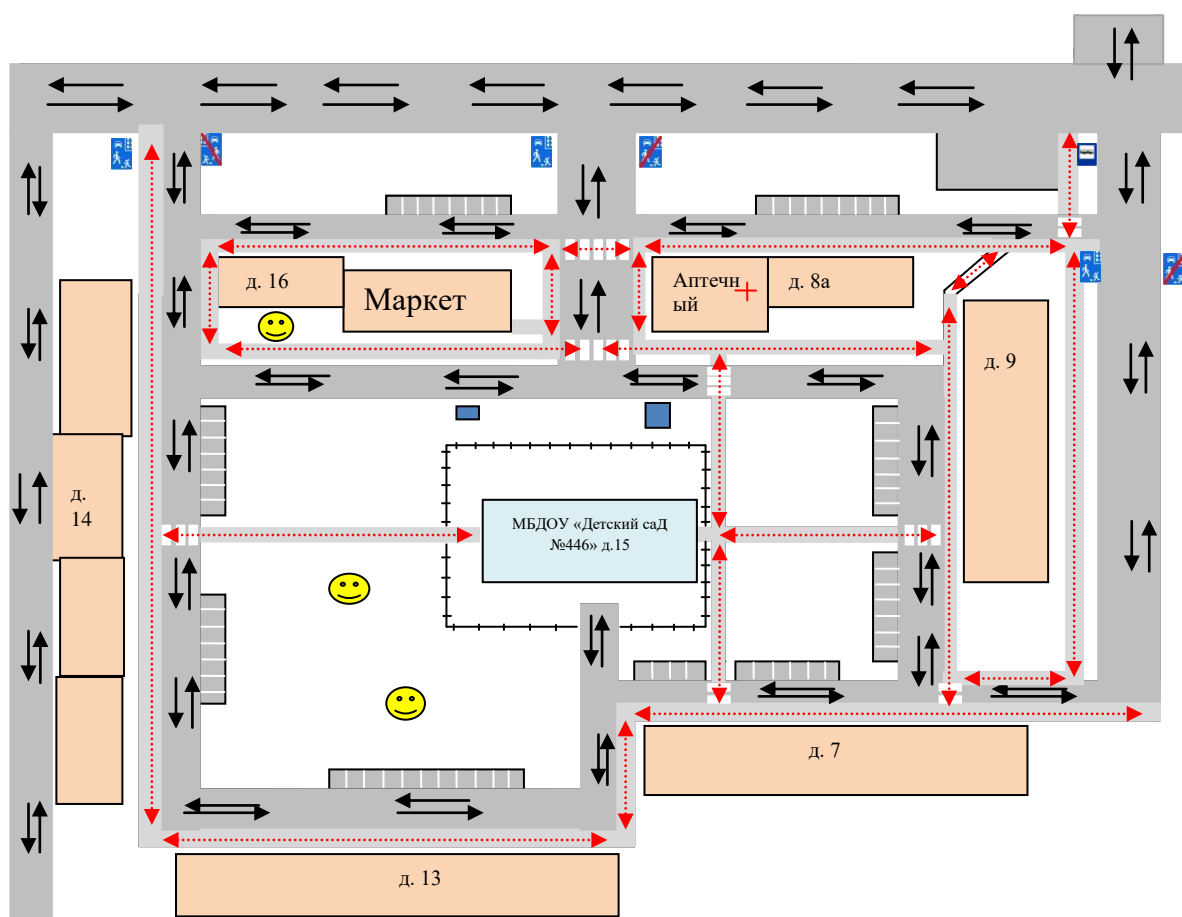 д. 16
Маркет
Аптечн
ый
д. 8а
д. 9
д.
14
МБДОУ «Детский саД
№446» д.15
д. 7
д. 13